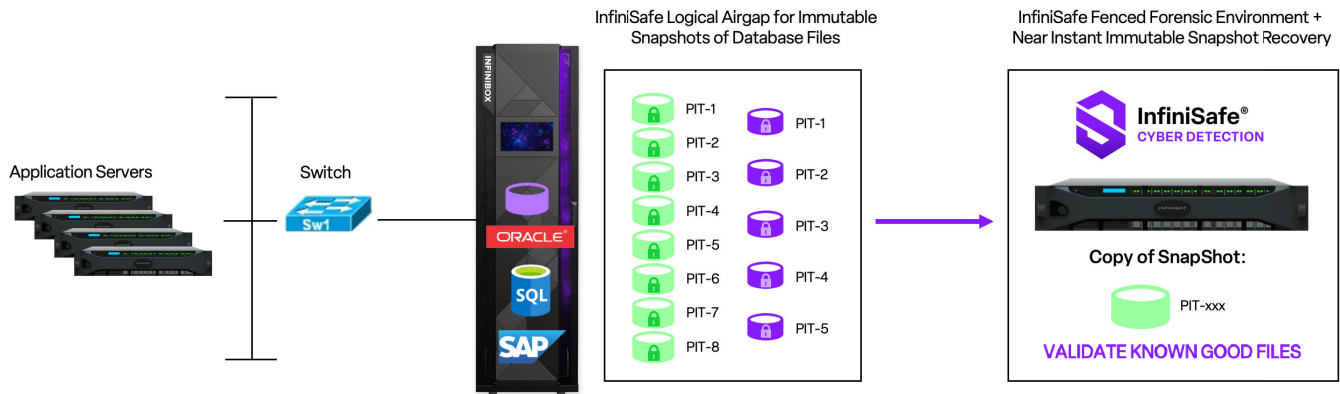 Application Servers
Switch
Sw1
INFINIBOX
ORACLE®
SQL
SAP
InfiniSafe Logical Airgap for Immutable
Snapshots of Database Files
PIT-1
PIT-2
PIT-3
PIT-4
PIT-5
PIT-6
PIT-7
PIT-8
PIT-1
PIT-2
PIT-3
PIT-4
PIT-5
InfiniSafe Fenced Forensic Environment +
Near Instant Immutable Snapshot Recovery
InfiniSafe®
CYBER DETECTION
INFINIDAT
Copy of SnapShot:
PIT-xxx
VALIDATE KNOWN GOOD FILES